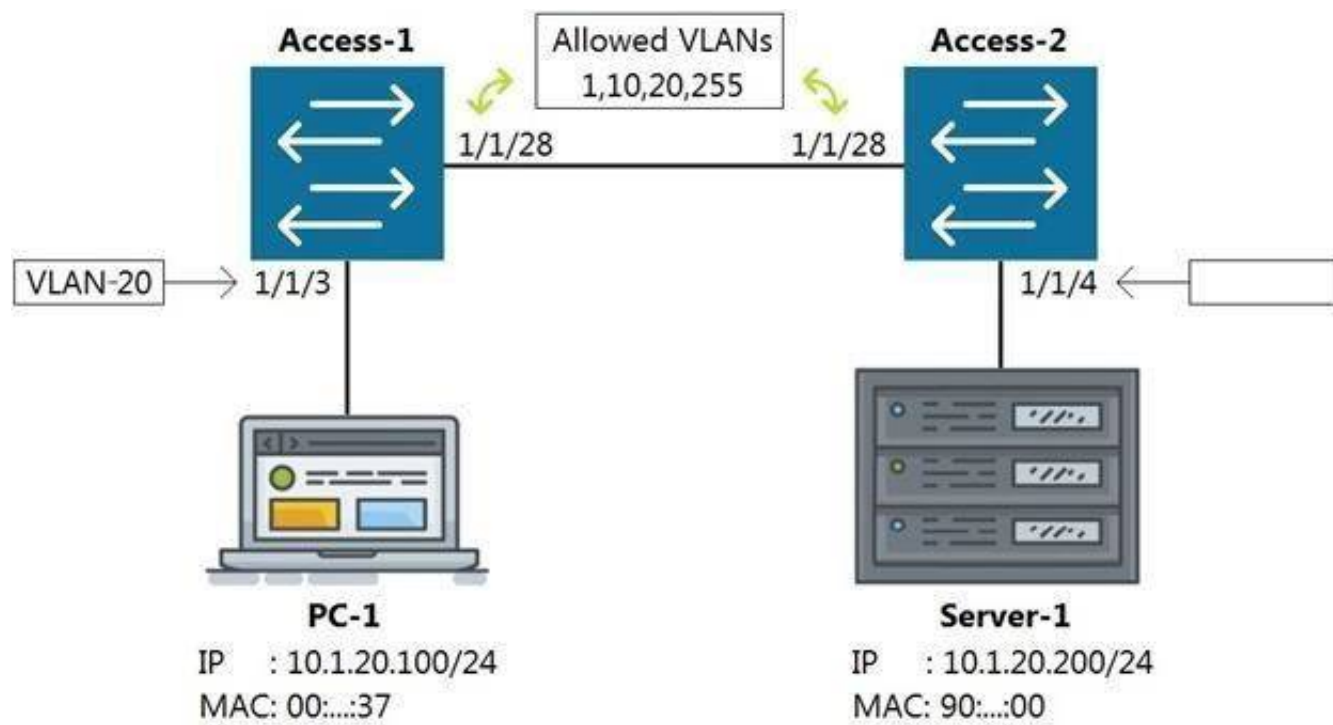 Access-1
Allowed VLANs
1,10,20,255
Access-2
1/1/28
1/1/28
VLAN-20
1/1/3
1/1/4
PC-1
IP : 10.1.20.100/24
MAC: 00:...:37
Server-1
IP : 10.1.20.200/24
MAC: 90:...:00